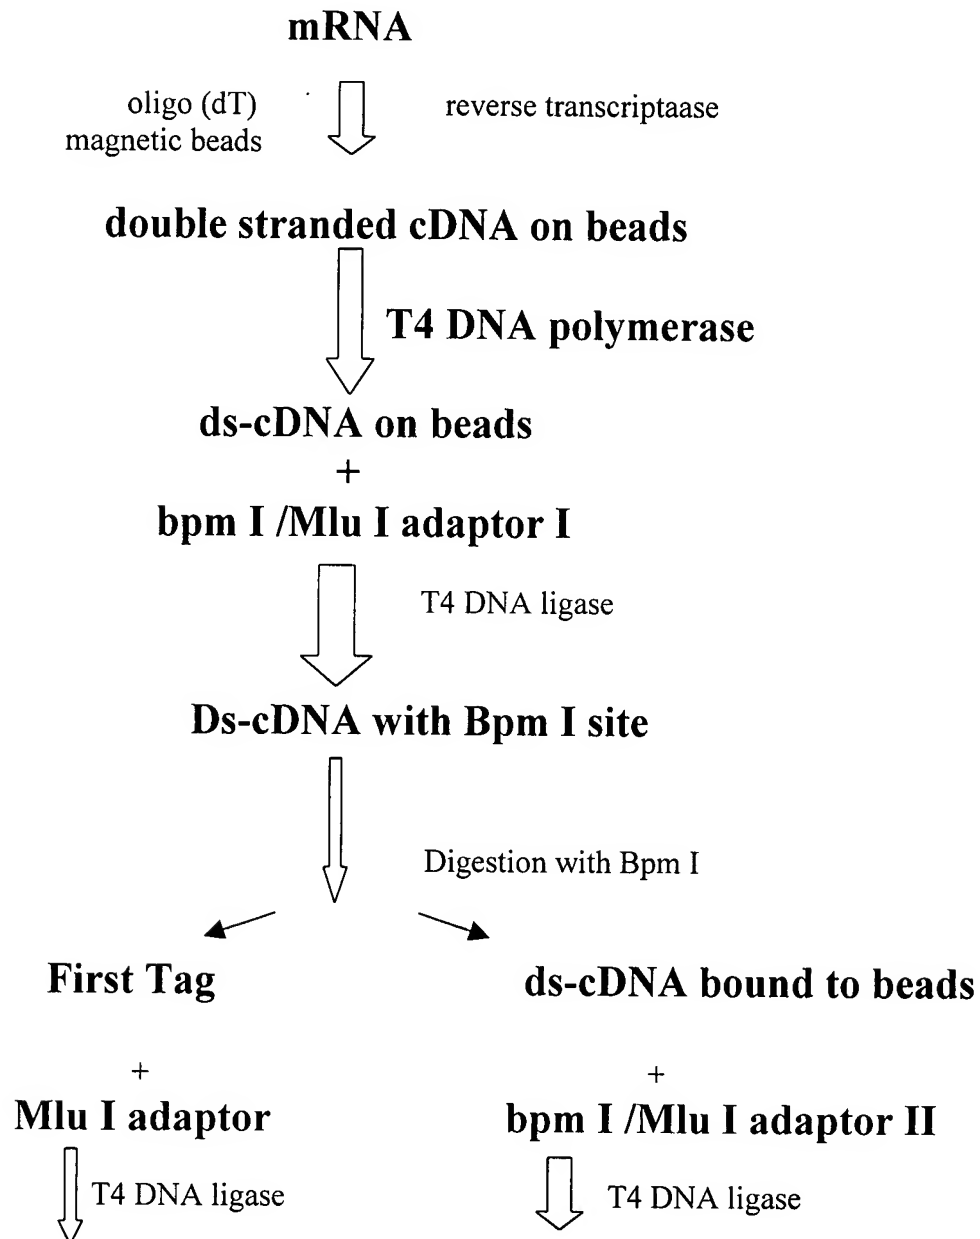 mRNA
oligo (dT)
magnetic beads
reverse transcriptaase
double stranded cDNA on beads
T4 DNA polymerase
ds-cDNA on beads
+
bpm I /Mlu I adaptor I
T4 DNA ligase
Ds-cDNA with Bpm I site
Digestion with Bpm I
First Tag
ds-cDNA bound to beads
+
+
Mlu I adaptor
bpm I /Mlu I adaptor II
T4 DNA ligase
T4 DNA ligase